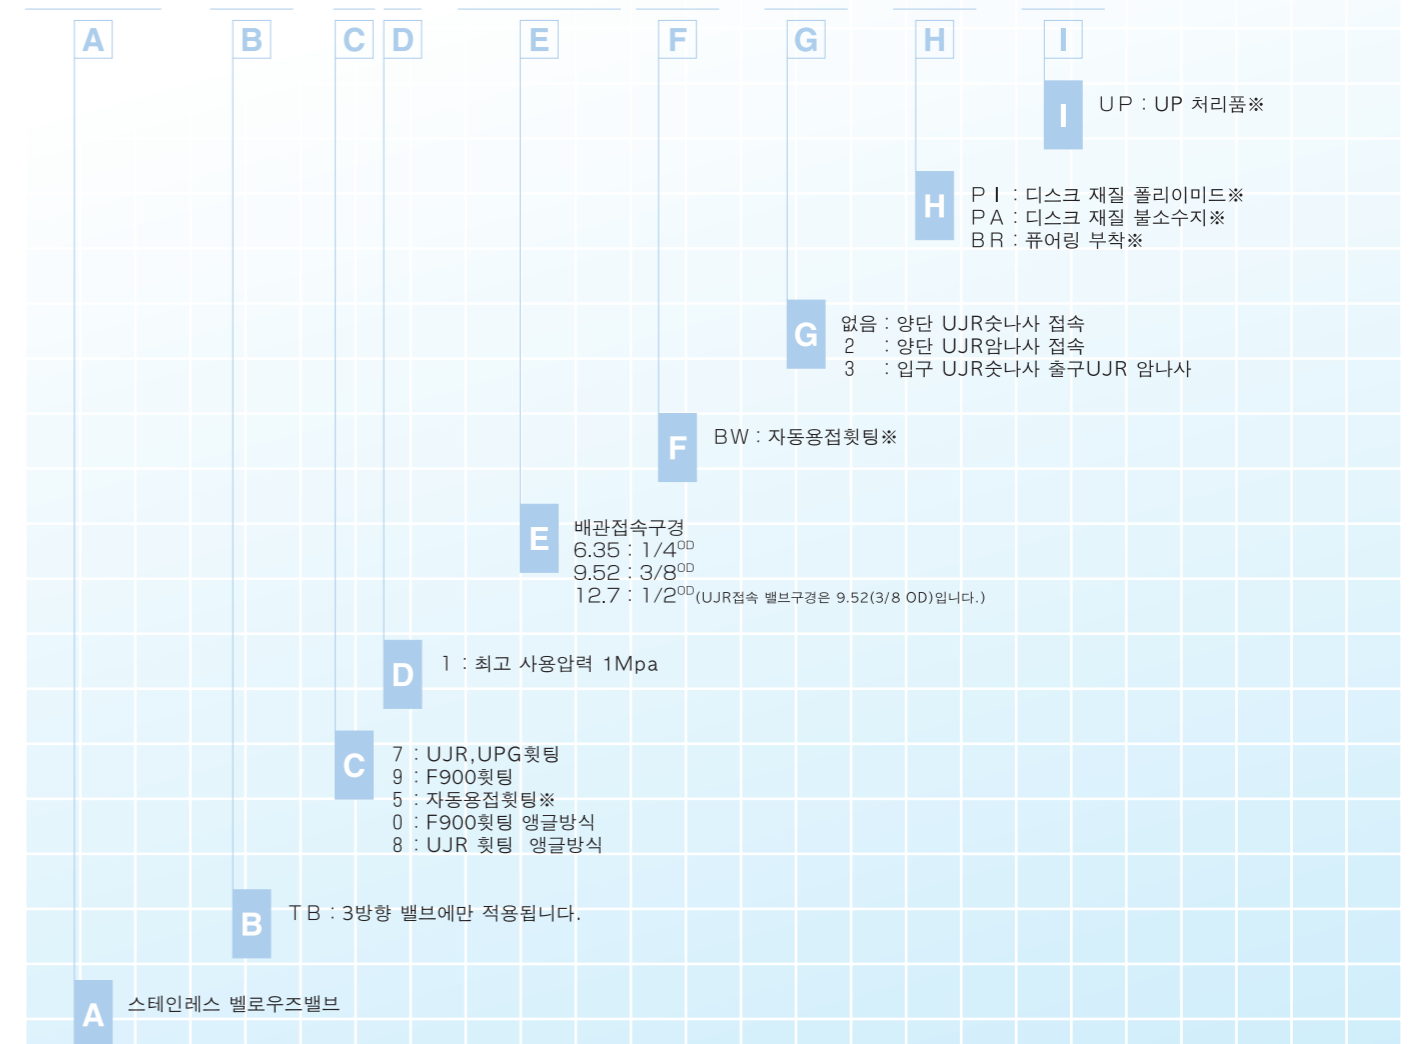 A B C D E F G H I
I
UP : UP 처리품※
H
PI : 디스크 재질 폴리이미드※
PA : 디스크 재질 불소수지※
BR : 퓨어링 부착※
G
없음 : 양단 UJR숫나사 접속
2 : 양단 UJR암나사 접속
3 : 입구 UJR숫나사 출구UJR 암나사
F
BW : 자동용접휫팅※
E
배관접속구경
6.35 : 1/4OD
9.52 : 3/8OD
12.7 : 1/2OD(UJR접속 밸브구경은 9.52(3/8 OD)입니다.)
D
1 : 최고 사용압력 1Mpa
C
7 : UJR,UPG휫팅
9 : F900휫팅
5 : 자동용접휫팅※
0 : F900휫팅 앵글방식
8 : UJR 휫팅 앵글방식
B
TB : 3방향 밸브에만 적용됩니다.
A
스테인레스 벨로우즈밸브